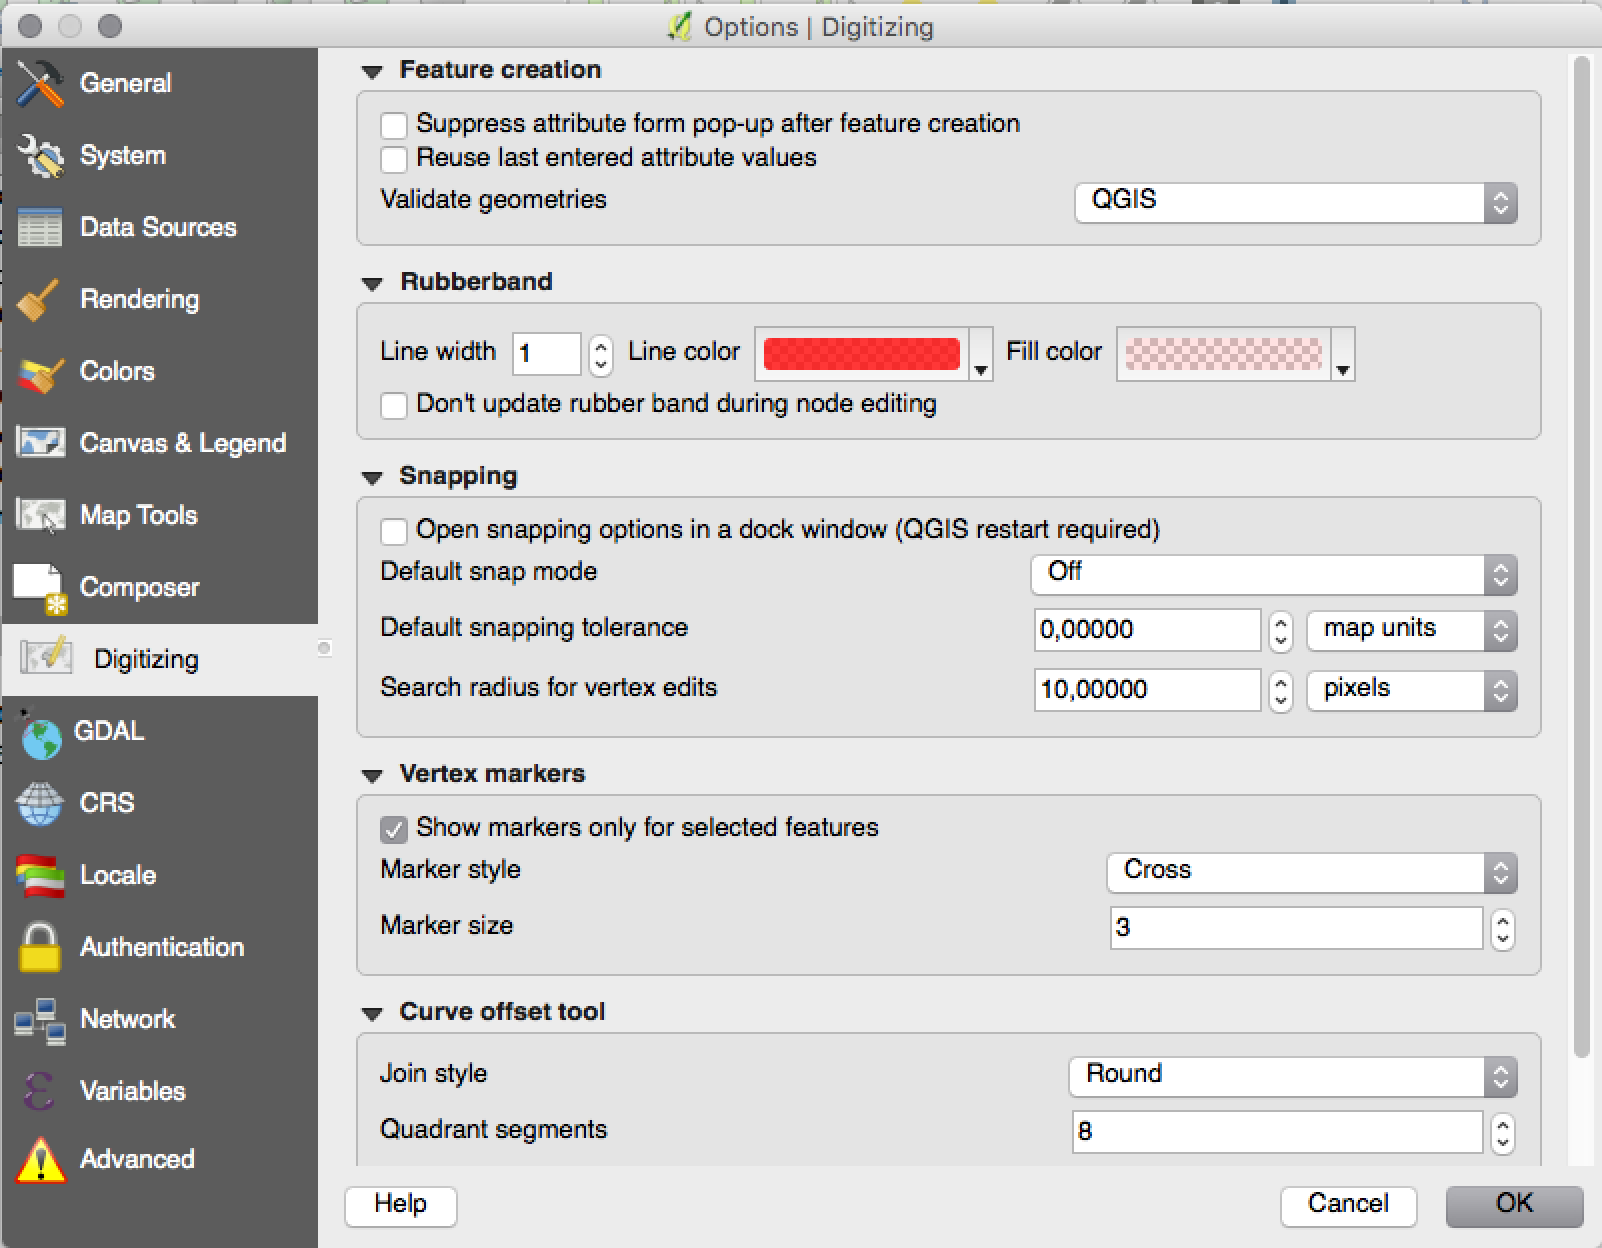 Options | Digitizing
General
System
Data Sources
Rendering
Colors
Canvas & Legend
Map Tools
Composer
Digitizing
GDAL
CRS
Locale
Authentication
Network
Variables
Advanced
Feature creation
Suppress attribute form pop-up after feature creation
Reuse last entered attribute values
Validate geometries QGIS
Rubberband
Line width 1 Line color Fill color
Don't update rubber band during node editing
Snapping
Open snapping options in a dock window (QGIS restart required)
Default snap mode Off
Default snapping tolerance 0,00000 map units
Search radius for vertex edits 10,00000 pixels
Vertex markers
Show markers only for selected features
Marker style Cross
Marker size 3
Curve offset tool
Join style Round
Quadrant segments 8
Help Cancel OK